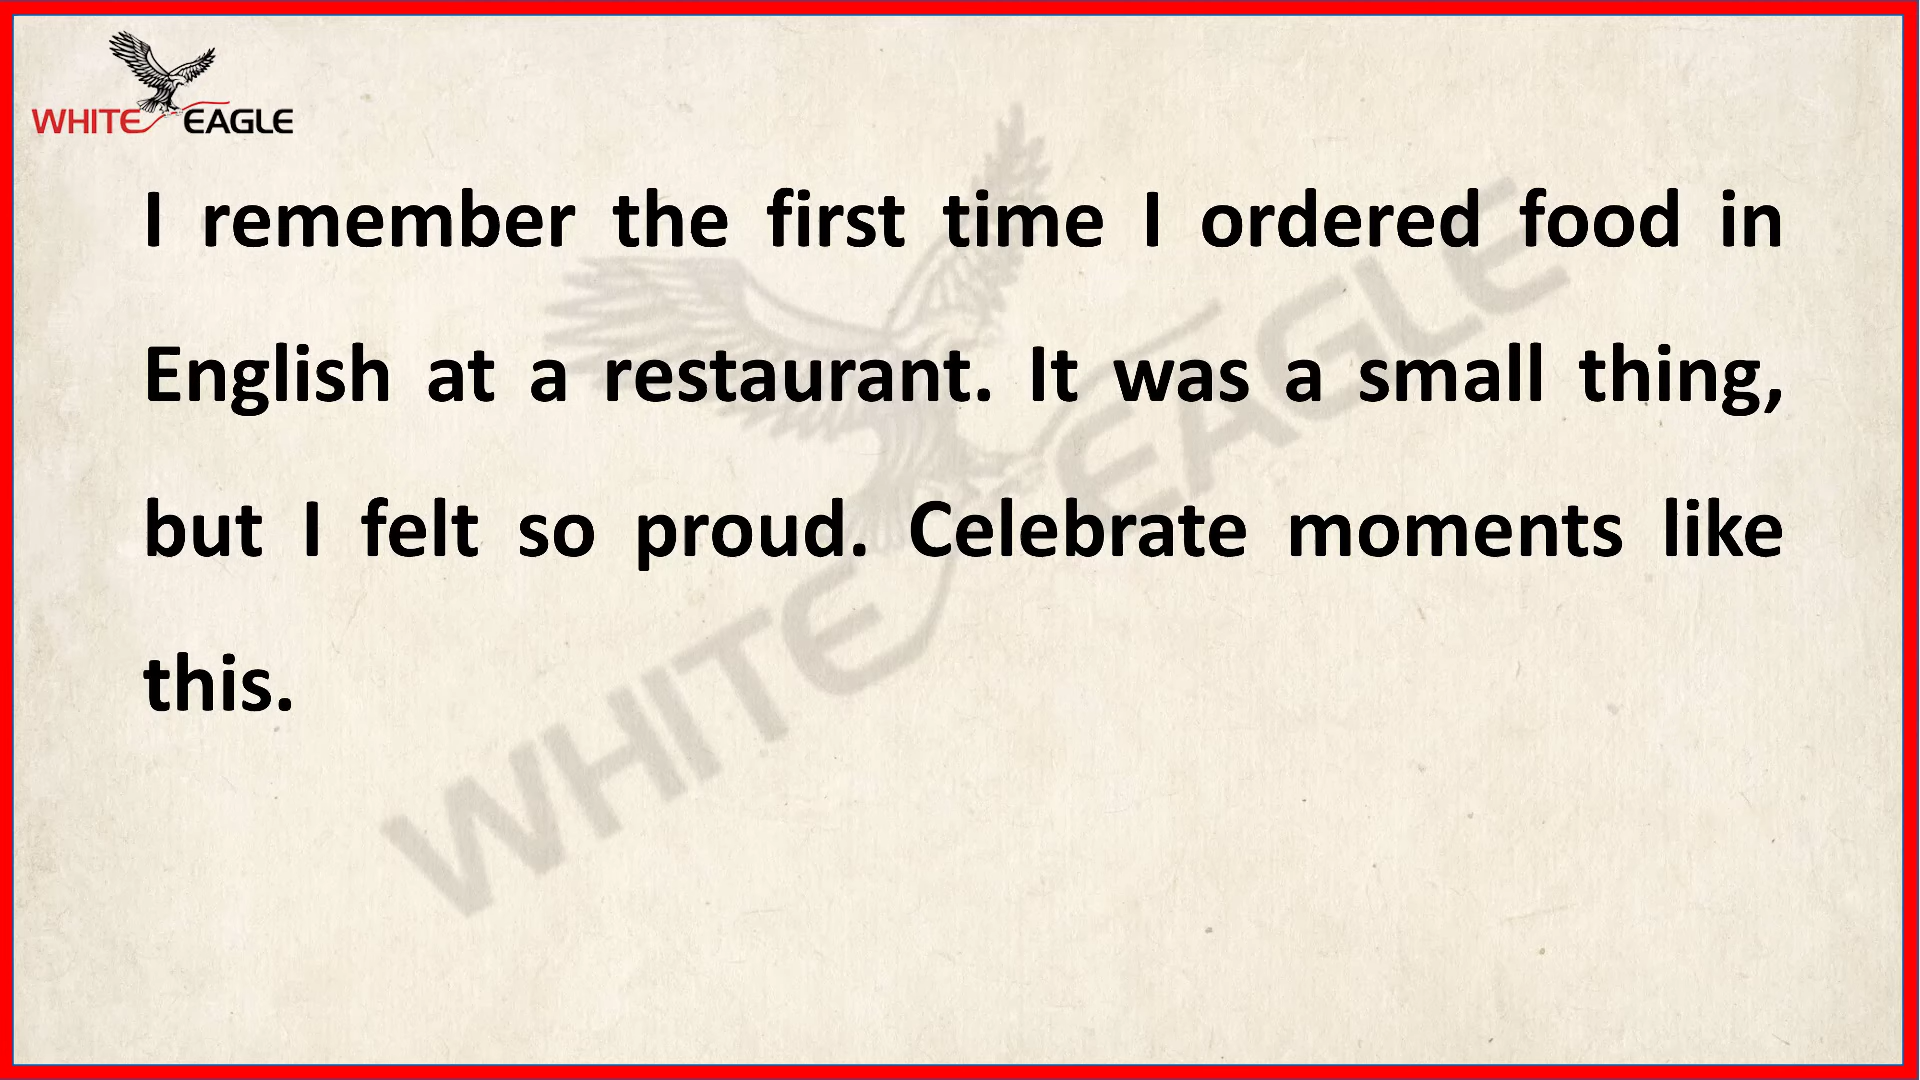 WHITE EAGLE
I remember the first time I ordered food in
English at a restaurant. It was a small thing,
but I felt so proud. Celebrate moments like
this.
WHITE EAGLE